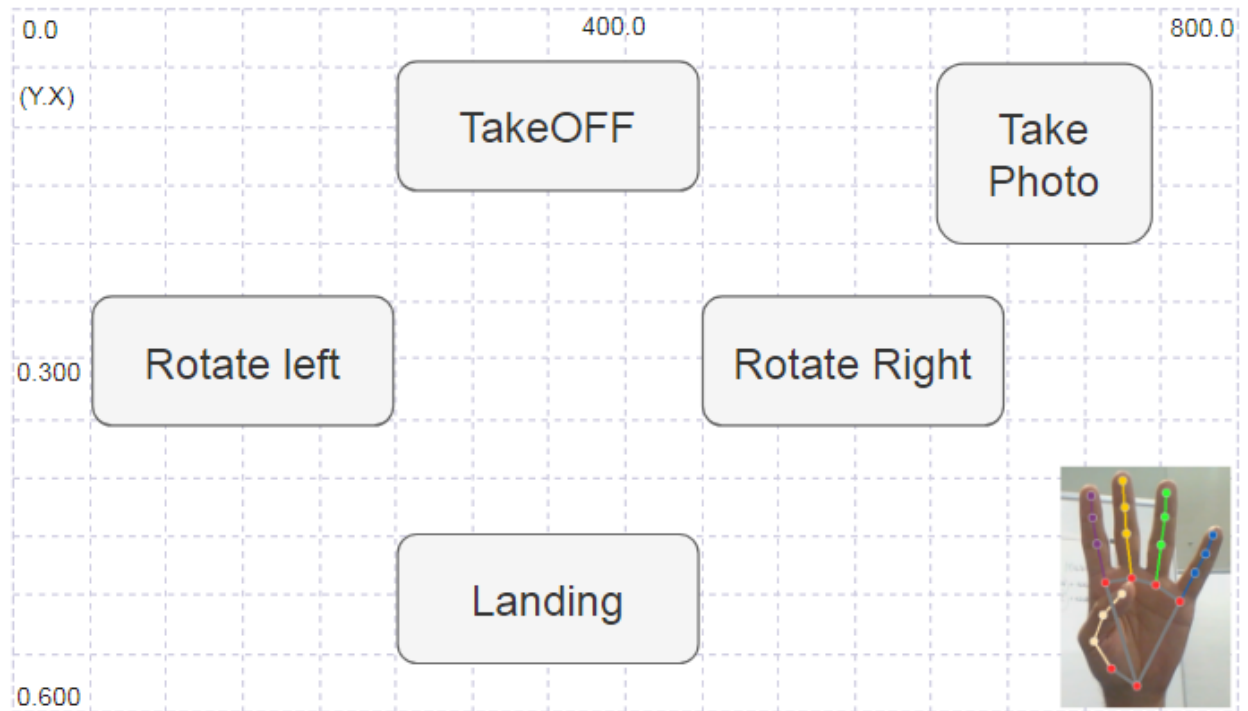 0.0
400.0
800.0
(Y.X)
TakeOFF
Take
Photo
Rotate left
Rotate Right
0.300
Landing
0.600